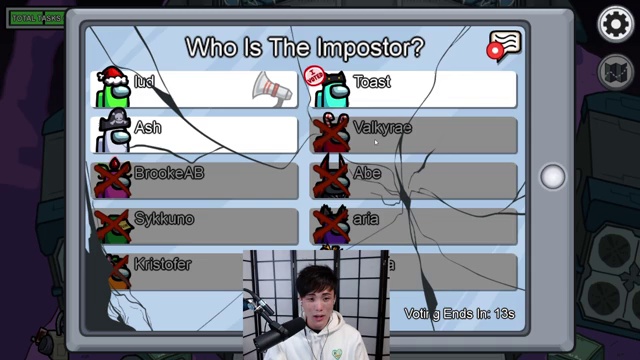 TOTAL TASKS
Who Is The Impostor?
lud
Toast
I VOTED
Ash
Valkyrae
BrookeAB
Abe
Sykkuno
aria
Kristofer
a
Voting Ends In: 13s